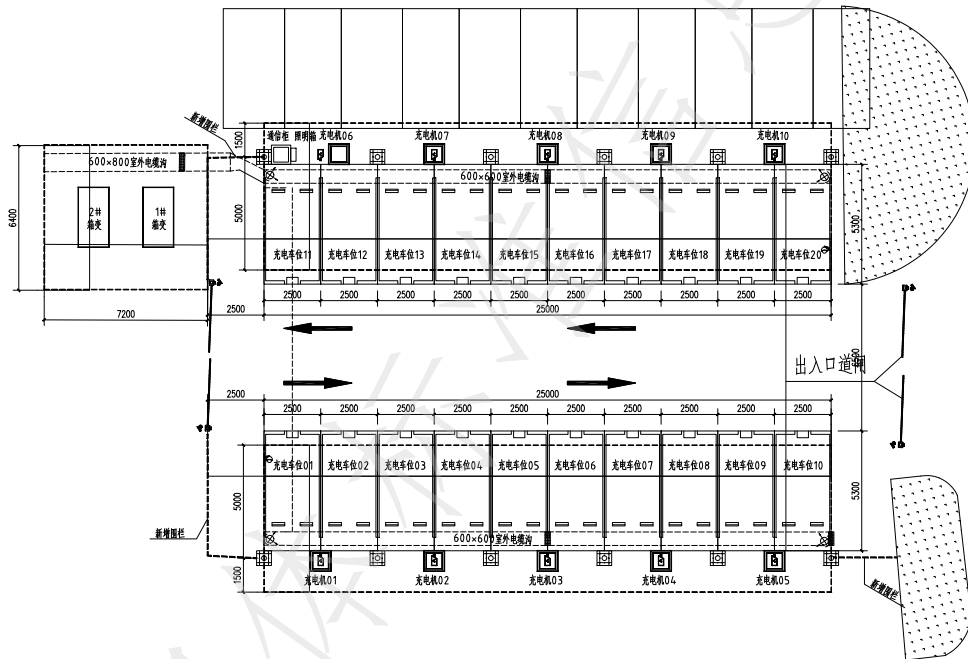 新增围栏
1500
通信柜 照明箱 充电机06 充电机07 充电机08 充电机09 充电机10
600×800室外电缆沟
600×600室外电缆沟
6400
2#
箱变
1#
箱变
5000
5300
充电车位11 充电车位12 充电车位13 充电车位14 充电车位15 充电车位16 充电车位17 充电车位18 充电车位19 充电车位20
2500 2500 2500 2500 2500 2500 2500 2500 2500 2500
7200
2500
25000
出入口道闸
2500
25000
2500 2500 2500 2500 2500 2500 2500 2500 2500 2500
充电车位01 充电车位02 充电车位03 充电车位04 充电车位05 充电车位06 充电车位07 充电车位08 充电车位09 充电车位10
5000
5300
新增围栏
600×600室外电缆沟
1500
充电机01 充电机02 充电机03 充电机04 充电机05
新增围栏